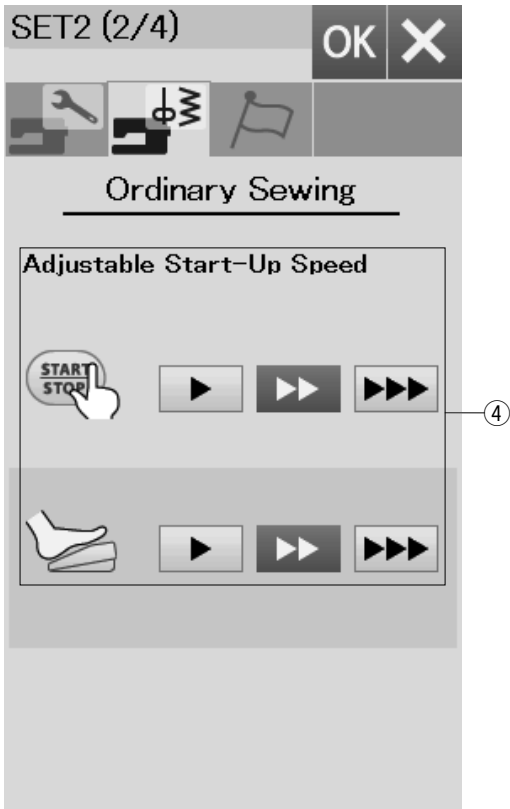 SET2 (2/4)
OK
Ordinary Sewing
Adjustable Start-Up Speed
START
STOP
④